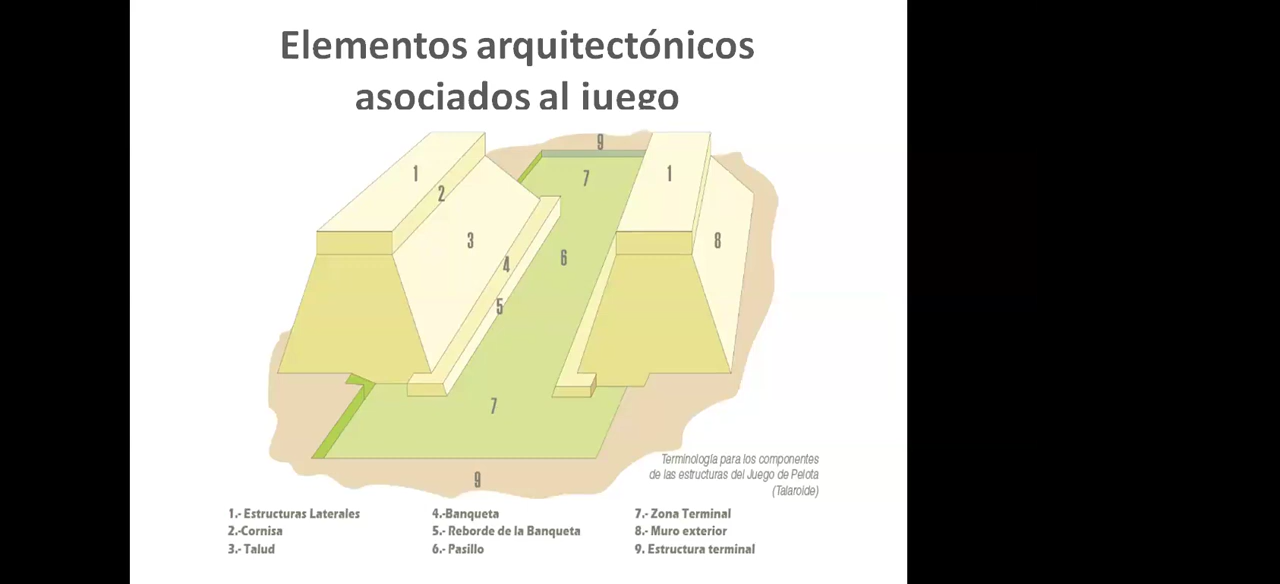 Elementos arquitectónicos
asociados al juego
9
1
7
1
2
3
8
6
4
5
7
9
Terminología para los componentes
de las estructuras del Juego de Pelota
(Talaroide)
1.- Estructuras Laterales
2.-Cornisa
3.- Talud
4.-Banqueta
5.- Reborde de la Banqueta
6.- Pasillo
7.- Zona Terminal
8.- Muro exterior
9. Estructura terminal